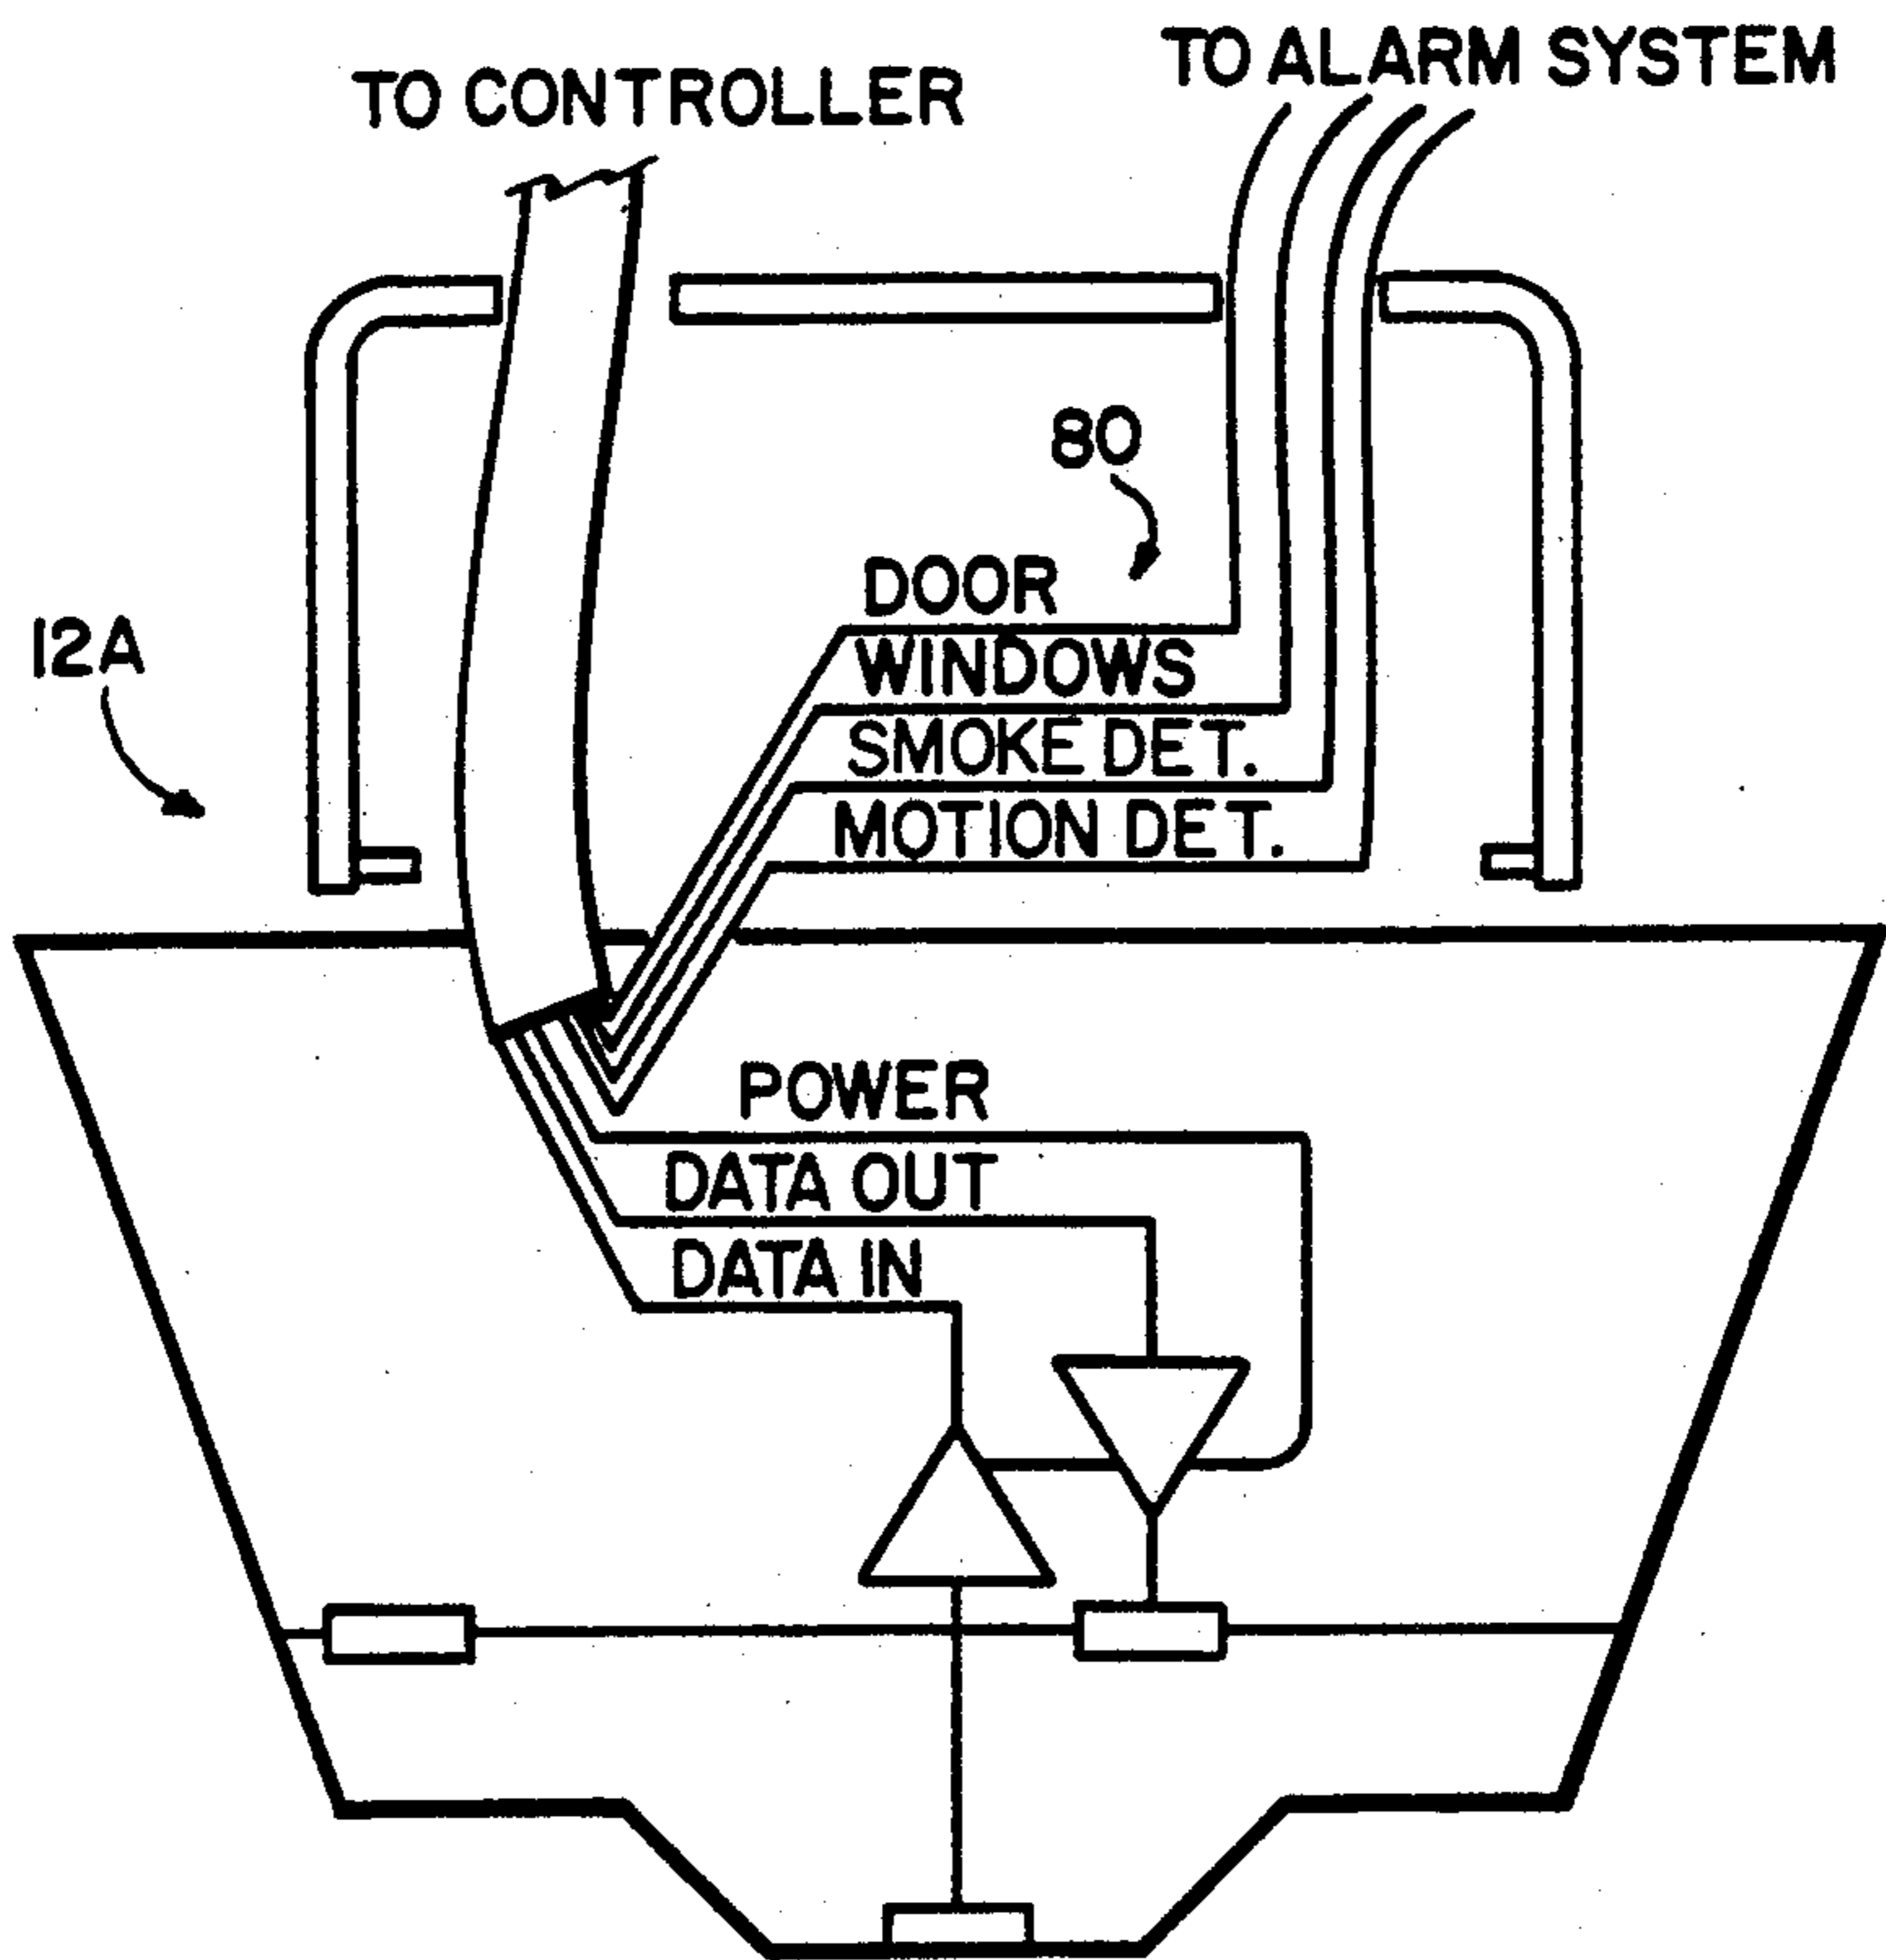 TO CONTROLLER
TO ALARM SYSTEM
80
DOOR
12A
WINDOWS
SMOKE DET.
MOTION DET.
POWER
DATA OUT
DATA IN